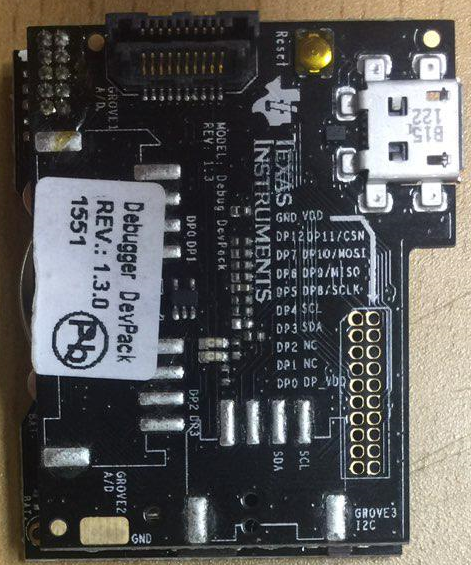 Reset
GROVE1
A/D
MODEL: Debug DevPack
REV: 1.3
TEXAS
INSTRUMENTS
B15
122
Debugger DevPack
REV.: 1.3.0
1551
Pb
DP0 DP1
GND VDD
DP12 DP11/CSN
DP7 DP10/MOSI
DP6 DP9/MISO
DP5 DP8/SCLK
DP4 SCL
DP3 SDA
DP2 NC
DP1 NC
DP0 DP_VDD
DP2 DP3
SDA
SCL
GROVE2
A/D
GND
GROVE3
I2C